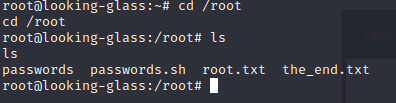 root@looking-glass:~# cd /root
cd /root
root@looking-glass:/root# ls
ls
passwords  passwords.sh  root.txt  the_end.txt
root@looking-glass:/root#